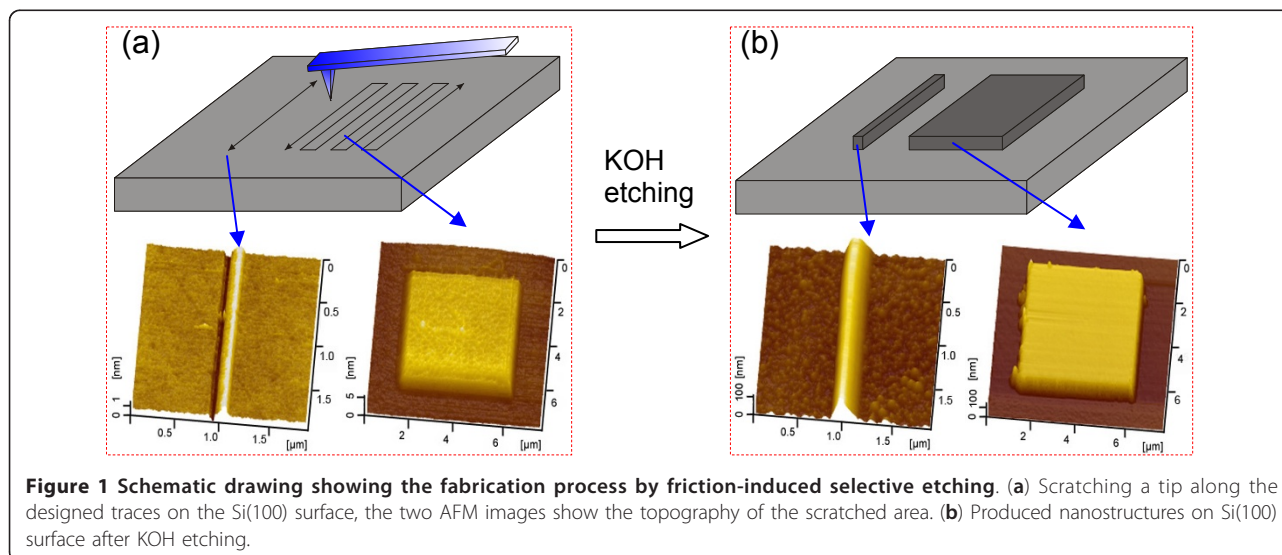 (a)
(b)
KOH
etching
0
0.5
1.0
1.5
[nm]
1
0
0.5
1.0
1.5
[µm]
0
2
4
6
[nm]
5
0
2
4
6
[µm]
0
0.5
1.0
1.5
[nm]
100
0
0.5
1.0
1.5
[µm]
0
2
4
6
[nm]
100
0
2
4
6
[µm]
Figure 1 Schematic drawing showing the fabrication process by friction-induced selective etching. (a) Scratching a tip along the
designed traces on the Si(100) surface, the two AFM images show the topography of the scratched area. (b) Produced nanostructures on Si(100)
surface after KOH etching.